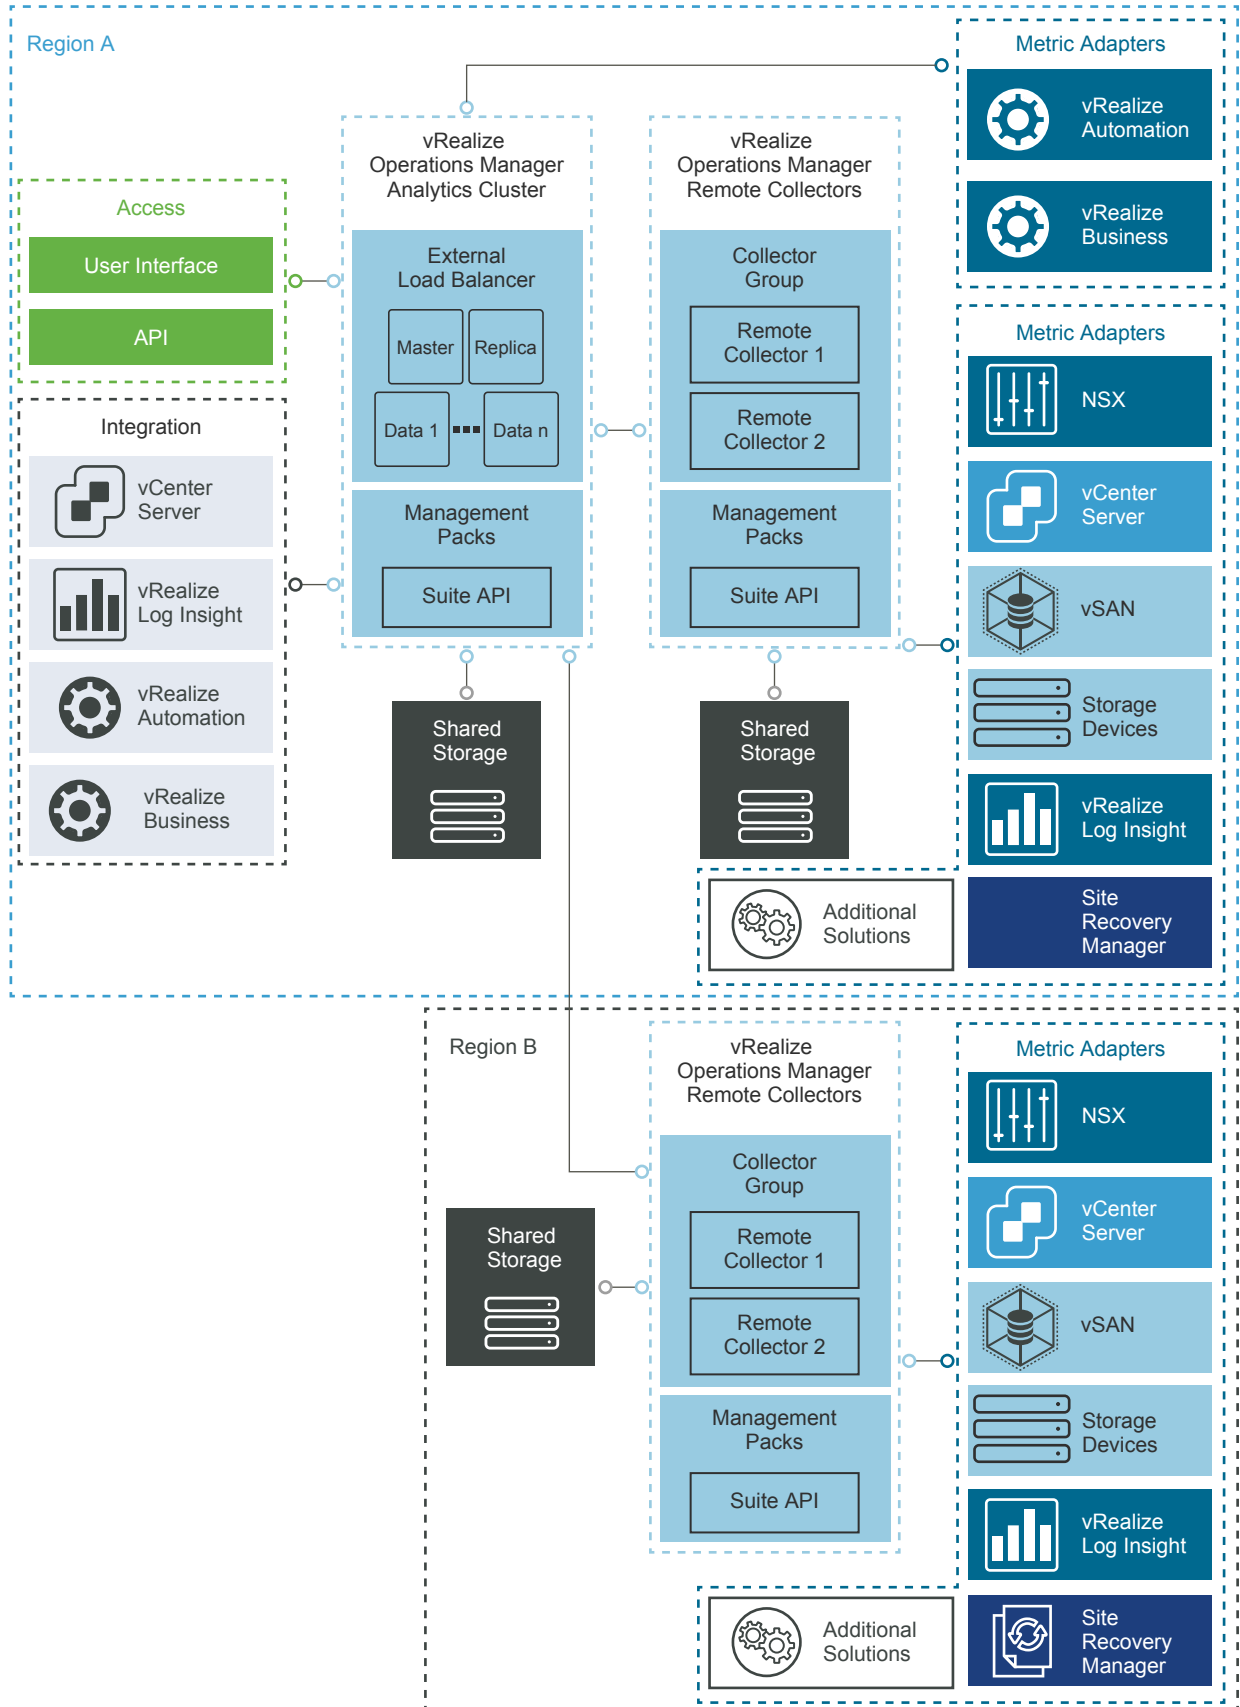 Region A
Access
User Interface
API
Integration
vCenter
Server
vRealize
Log Insight
vRealize
Automation
vRealize
Business
vRealize
Operations Manager
Analytics Cluster
External
Load Balancer
Master
Replica
Data 1
Data n
Management
Packs
Suite API
Shared
Storage
vRealize
Operations Manager
Remote Collectors
Collector
Group
Remote
Collector 1
Remote
Collector 2
Management
Packs
Suite API
Shared
Storage
Metric Adapters
vRealize
Automation
vRealize
Business
Metric Adapters
NSX
vCenter
Server
vSAN
Storage
Devices
vRealize
Log Insight
Site
Recovery
Manager
Additional
Solutions
Region B
Shared
Storage
vRealize
Operations Manager
Remote Collectors
Collector
Group
Remote
Collector 1
Remote
Collector 2
Management
Packs
Suite API
Metric Adapters
NSX
vCenter
Server
vSAN
Storage
Devices
vRealize
Log Insight
Site
Recovery
Manager
Additional
Solutions